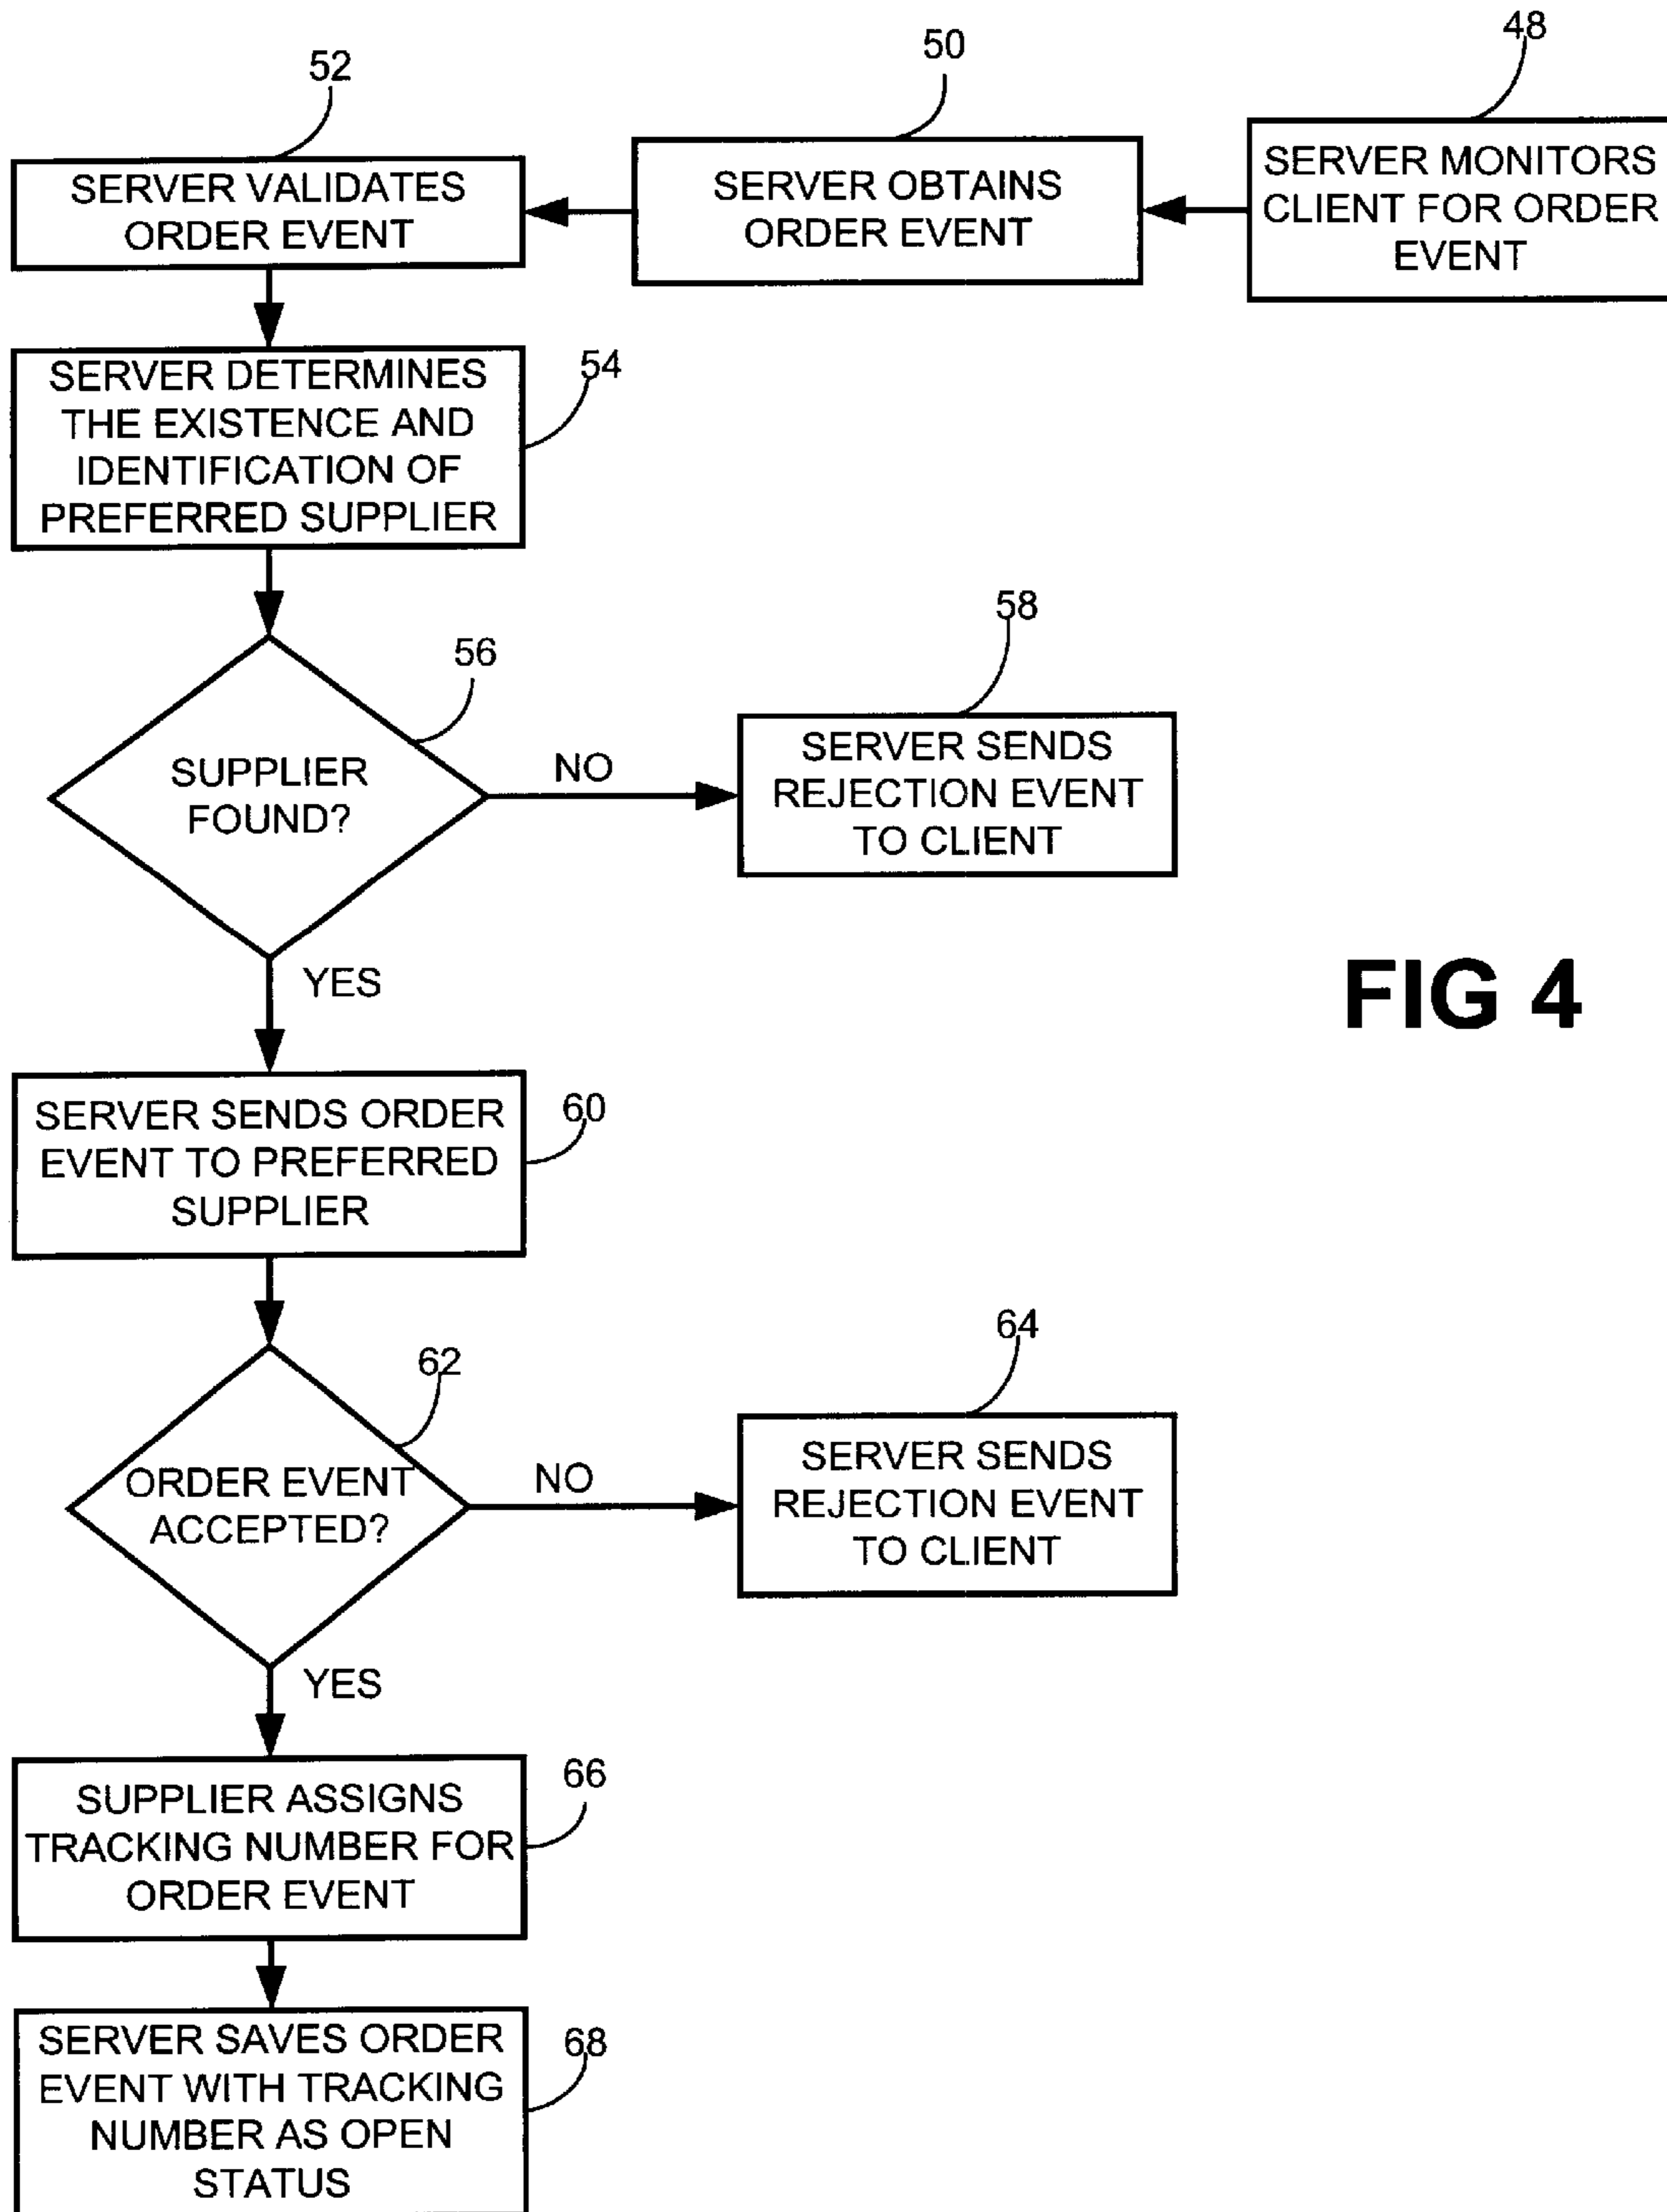 48
SERVER MONITORS
CLIENT FOR ORDER
EVENT
50
SERVER OBTAINS
ORDER EVENT
52
SERVER VALIDATES
ORDER EVENT
54
SERVER DETERMINES
THE EXISTENCE AND
IDENTIFICATION OF
PREFERRED SUPPLIER
56
SUPPLIER
FOUND?
NO
58
SERVER SENDS
REJECTION EVENT
TO CLIENT
YES
FIG 4
60
SERVER SENDS ORDER
EVENT TO PREFERRED
SUPPLIER
62
ORDER EVENT
ACCEPTED?
NO
64
SERVER SENDS
REJECTION EVENT
TO CLIENT
YES
66
SUPPLIER ASSIGNS
TRACKING NUMBER FOR
ORDER EVENT
68
SERVER SAVES ORDER
EVENT WITH TRACKING
NUMBER AS OPEN
STATUS